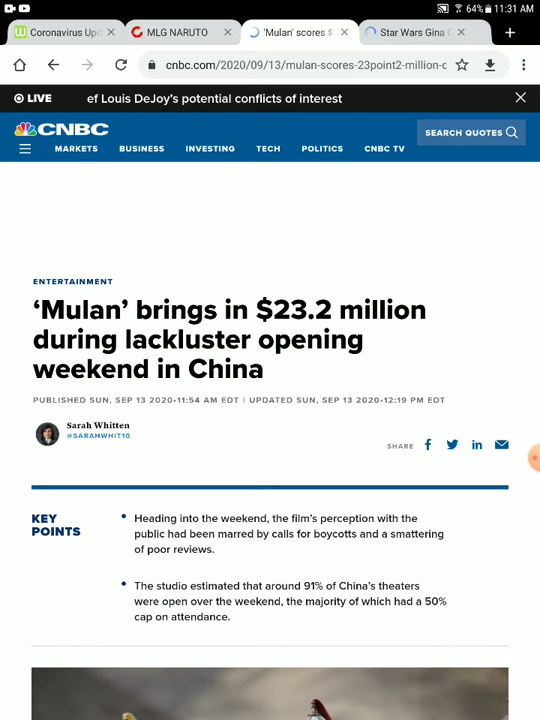 64% 11:31 AM
Coronavirus Up
MLG NARUTO
'Mulan' scores $
Star Wars Gina
cnbc.com/2020/09/13/mulan-scores-23point2-million-c
LIVE ef Louis DeJoy's potential conflicts of interest
CNBC
SEARCH QUOTES
MARKETS BUSINESS INVESTING TECH POLITICS CNBC TV
ENTERTAINMENT
‘Mulan’ brings in $23.2 million
during lackluster opening
weekend in China
PUBLISHED SUN, SEP 13 2020•11:54 AM EDT | UPDATED SUN, SEP 13 2020•12:19 PM EDT
Sarah Whitten
@SARAHWHIT10
SHARE
KEY
POINTS
• Heading into the weekend, the film’s perception with the
public had been marred by calls for boycotts and a smattering
of poor reviews.
• The studio estimated that around 91% of China’s theaters
were open over the weekend, the majority of which had a 50%
cap on attendance.